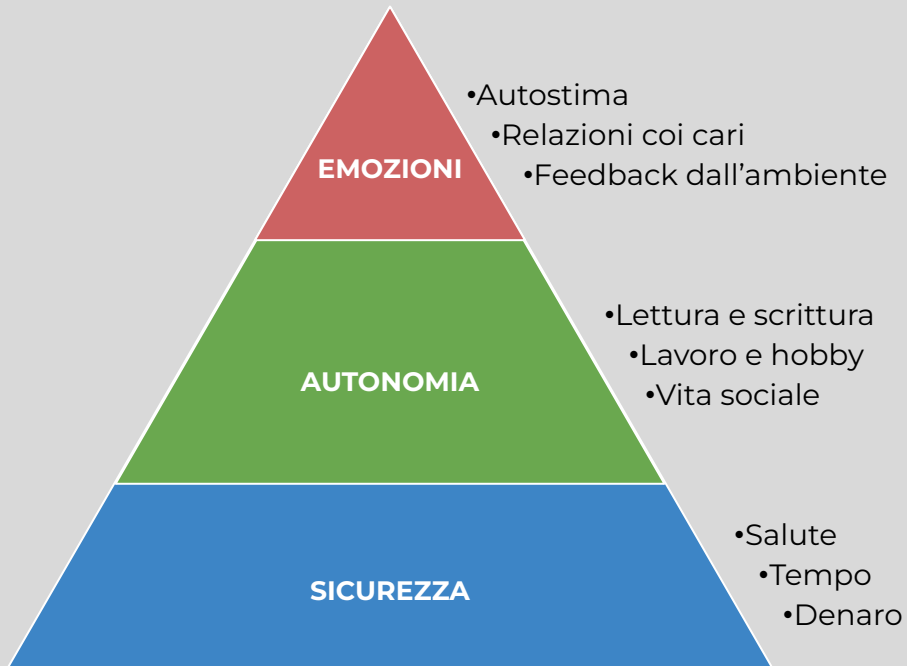 •Autostima
•Relazioni coi cari
EMOZIONI
•Feedback dall’ambiente
•Lettura e scrittura
•Lavoro e hobby
AUTONOMIA
•Vita sociale
•Salute
•Tempo
SICUREZZA
•Denaro